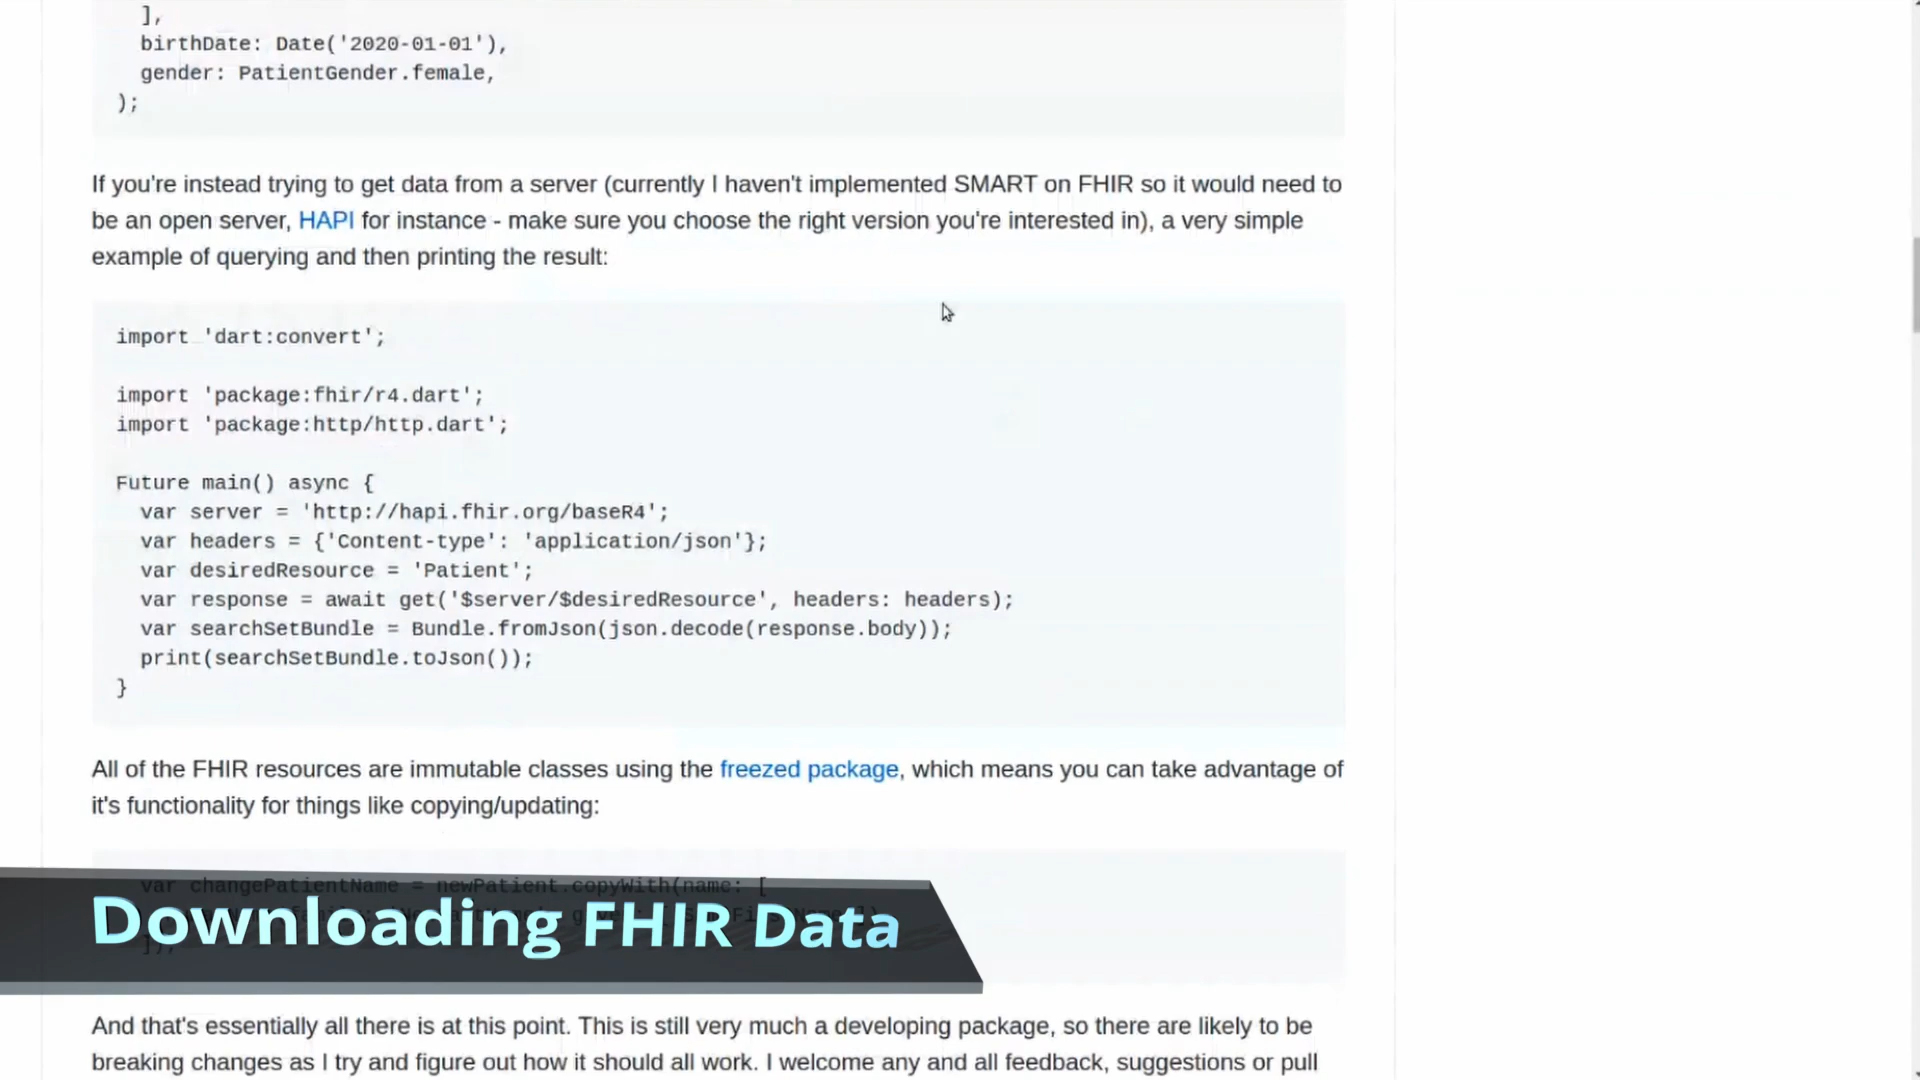 ],
birthDate: Date('2020-01-01'),
gender: PatientGender.female,
);
If you're instead trying to get data from a server (currently I haven't implemented SMART on FHIR so it would need to
be an open server, HAPI for instance - make sure you choose the right version you're interested in), a very simple
example of querying and then printing the result:
import 'dart:convert';
import 'package:fhir/r4.dart';
import 'package:http/http.dart';
Future main() async {
var server = 'http://hapi.fhir.org/baseR4';
var headers = {'Content-type': 'application/json'};
var desiredResource = 'Patient';
var response = await get('$server/$desiredResource', headers: headers);
var searchSetBundle = Bundle.fromJson(json.decode(response.body));
print(searchSetBundle.toJson());
}
All of the FHIR resources are immutable classes using the freezed package, which means you can take advantage of
it's functionality for things like copying/updating:
var changePatientName = newPatient.copyWith(name: [
Downloading FHIR Data
And that's essentially all there is at this point. This is still very much a developing package, so there are likely to be
breaking changes as I try and figure out how it should all work. I welcome any and all feedback, suggestions or pull